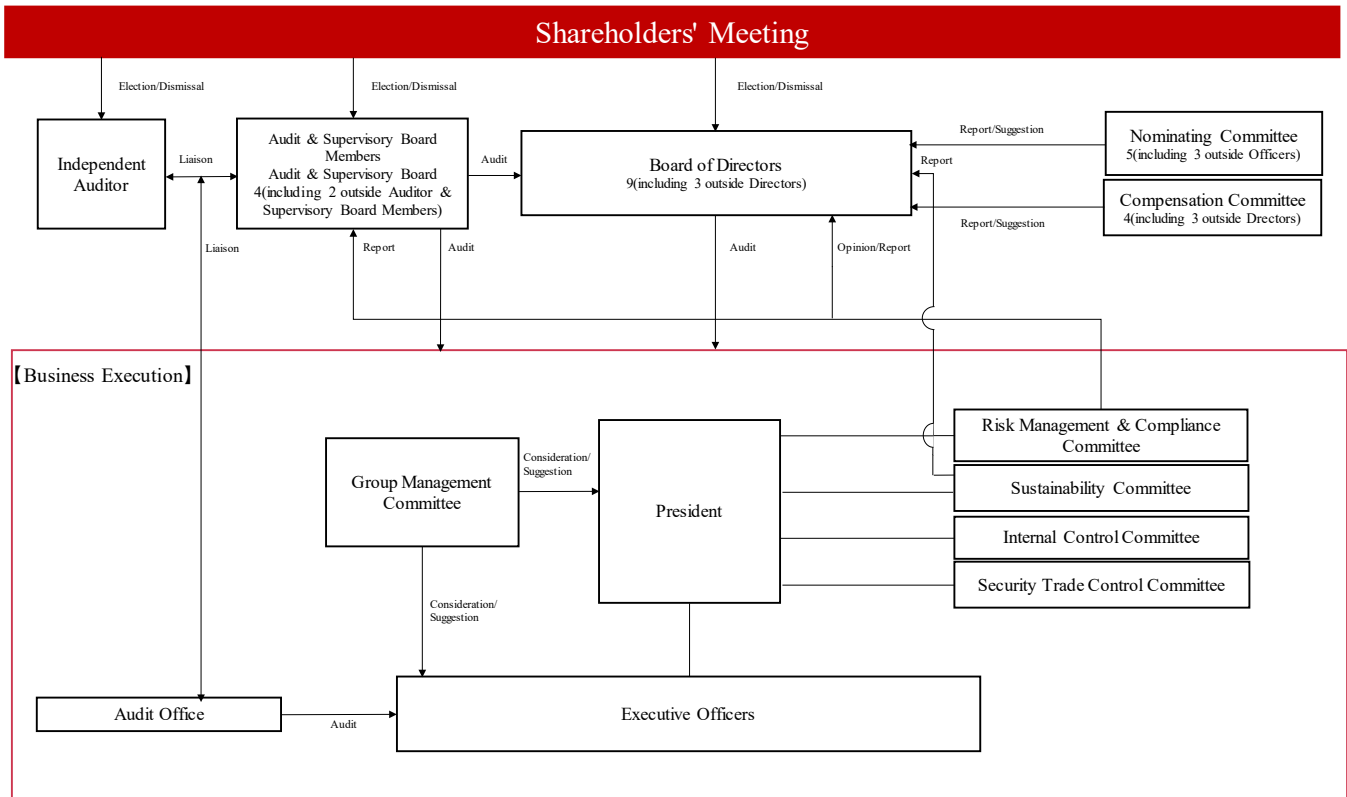 Shareholders' Meeting
Election/Dismissal
Election/Dismissal
Election/Dismissal
Independent
Auditor
Liaison
Audit & Supervisory Board
Members
Audit & Supervisory Board
4(including 2 outside Auditor &
Supervisory Board Members)
Audit
Board of Directors
9(including 3 outside Directors)
Report/Suggestion
Report
Nominating Committee
5(including 3 outside Officers)
Compensation Committee
4(including 3 outside Drectors)
Report/Suggestion
Liaison
Report
Audit
Audit
Opinion/Report
【Business Execution】
Group Management
Committee
Consideration/
Suggestion
President
Risk Management & Compliance
Committee
Sustainability Committee
Internal Control Committee
Security Trade Control Committee
Consideration/
Suggestion
Audit Office
Audit
Executive Officers